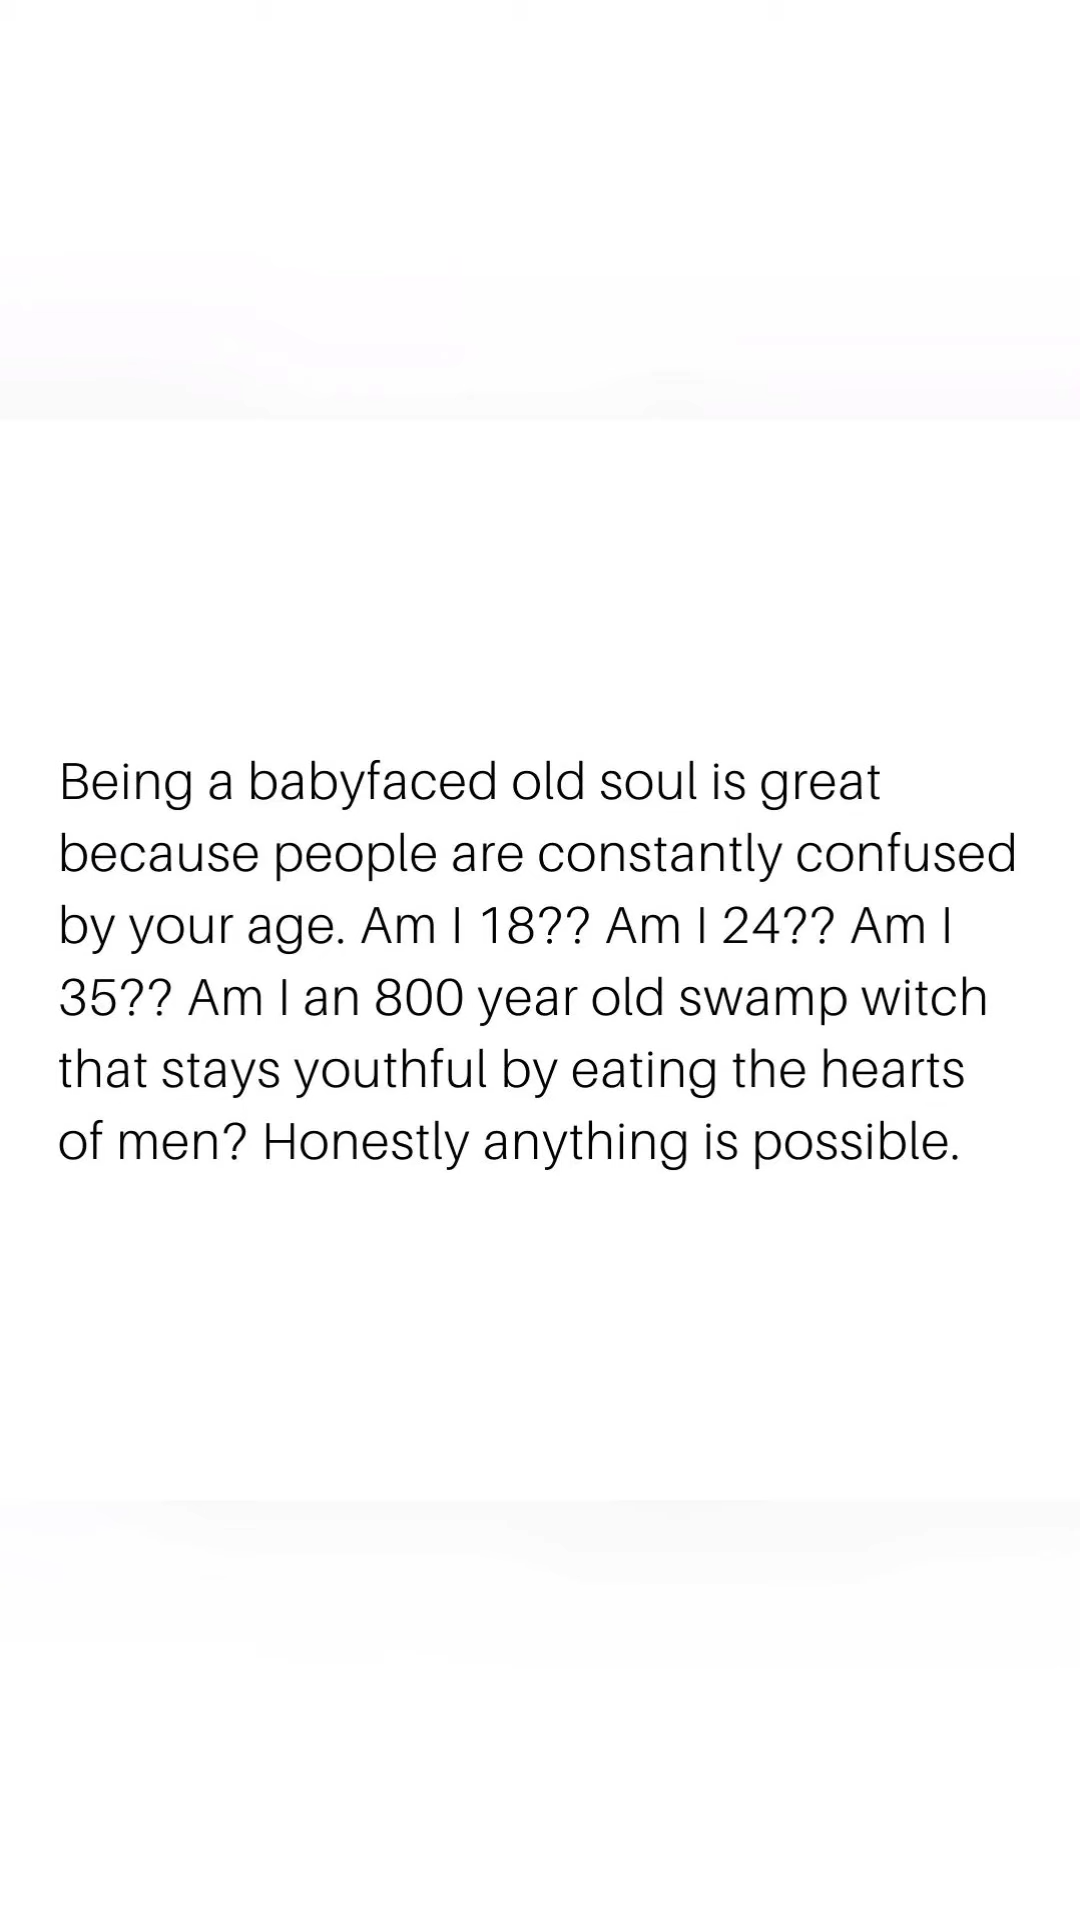 Being a babyfaced old soul is great
because people are constantly confused
by your age. Am I 18?? Am I 24?? Am I
35?? Am I an 800 year old swamp witch
that stays youthful by eating the hearts
of men? Honestly anything is possible.